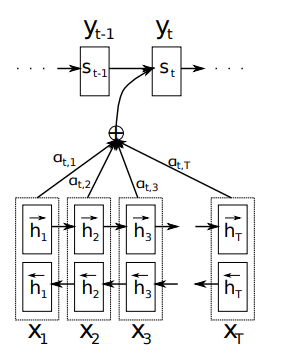 y_{t-1} y_t
. . . s_{t-1} s_t . . .
⊕
a_{t,1} a_{t,2} a_{t,3} a_{t,T}
\overrightarrow{h}_1 \overrightarrow{h}_2 \overrightarrow{h}_3 \overrightarrow{h}_T
\overleftarrow{h}_1 \overleftarrow{h}_2 \overleftarrow{h}_3 \overleftarrow{h}_T
x_1 x_2 x_3 x_T